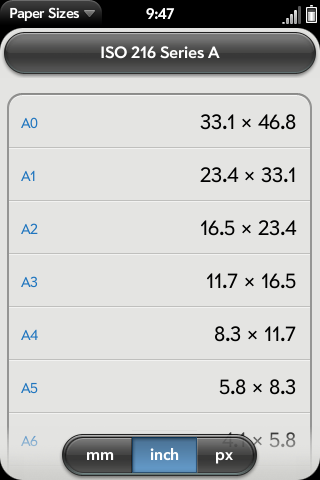 Paper Sizes 9:47
ISO 216 Series A
A0 33.1 × 46.8
A1 23.4 × 33.1
A2 16.5 × 23.4
A3 11.7 × 16.5
A4 8.3 × 11.7
A5 5.8 × 8.3
A6 4.1 × 5.8
mm inch px